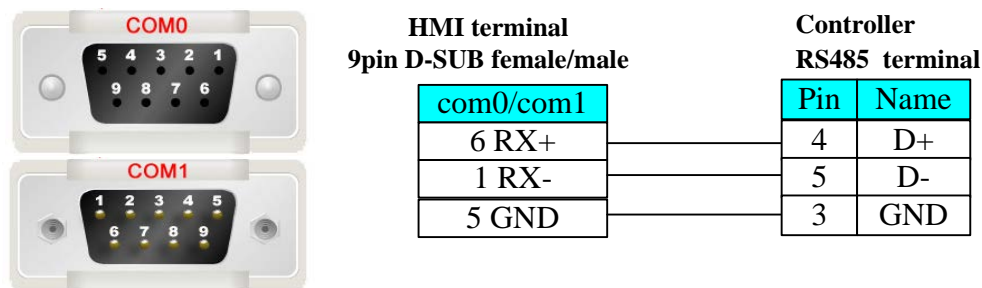 COM0
5 4 3 2 1
9 8 7 6
COM1
1 2 3 4 5
6 7 8 9
HMI terminal
9pin D-SUB female/male
com0/com1
6 RX+
1 RX-
5 GND
Controller
RS485 terminal
Pin Name
4 D+
5 D-
3 GND